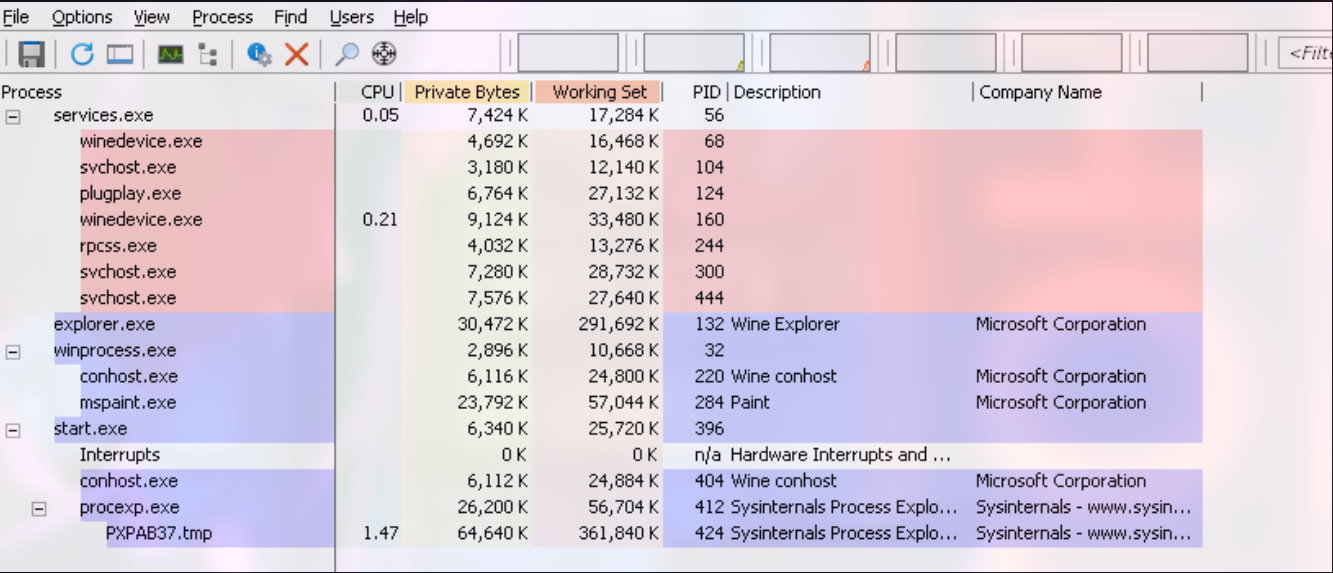 File Options View Process Find Users Help
<Filte
Process CPU Private Bytes Working Set PID Description Company Name
services.exe 0.05 7,424 K 17,284 K 56
winedevice.exe 4,692 K 16,468 K 68
svchost.exe 3,180 K 12,140 K 104
plugplay.exe 6,764 K 27,132 K 124
winedevice.exe 0.21 9,124 K 33,480 K 160
rpcss.exe 4,032 K 13,276 K 244
svchost.exe 7,280 K 28,732 K 300
svchost.exe 7,576 K 27,640 K 444
explorer.exe 30,472 K 291,692 K 132 Wine Explorer Microsoft Corporation
winprocess.exe 2,896 K 10,668 K 32
conhost.exe 6,116 K 24,800 K 220 Wine conhost Microsoft Corporation
mspaint.exe 23,792 K 57,044 K 284 Paint Microsoft Corporation
start.exe 6,340 K 25,720 K 396
Interrupts 0 K 0 K n/a Hardware Interrupts and ...
conhost.exe 6,112 K 24,884 K 404 Wine conhost Microsoft Corporation
procexp.exe 26,200 K 56,704 K 412 Sysinternals Process Explo... Sysinternals - www.sysin...
PXPAB37.tmp 1.47 64,640 K 361,840 K 424 Sysinternals Process Explo... Sysinternals - www.sysin...